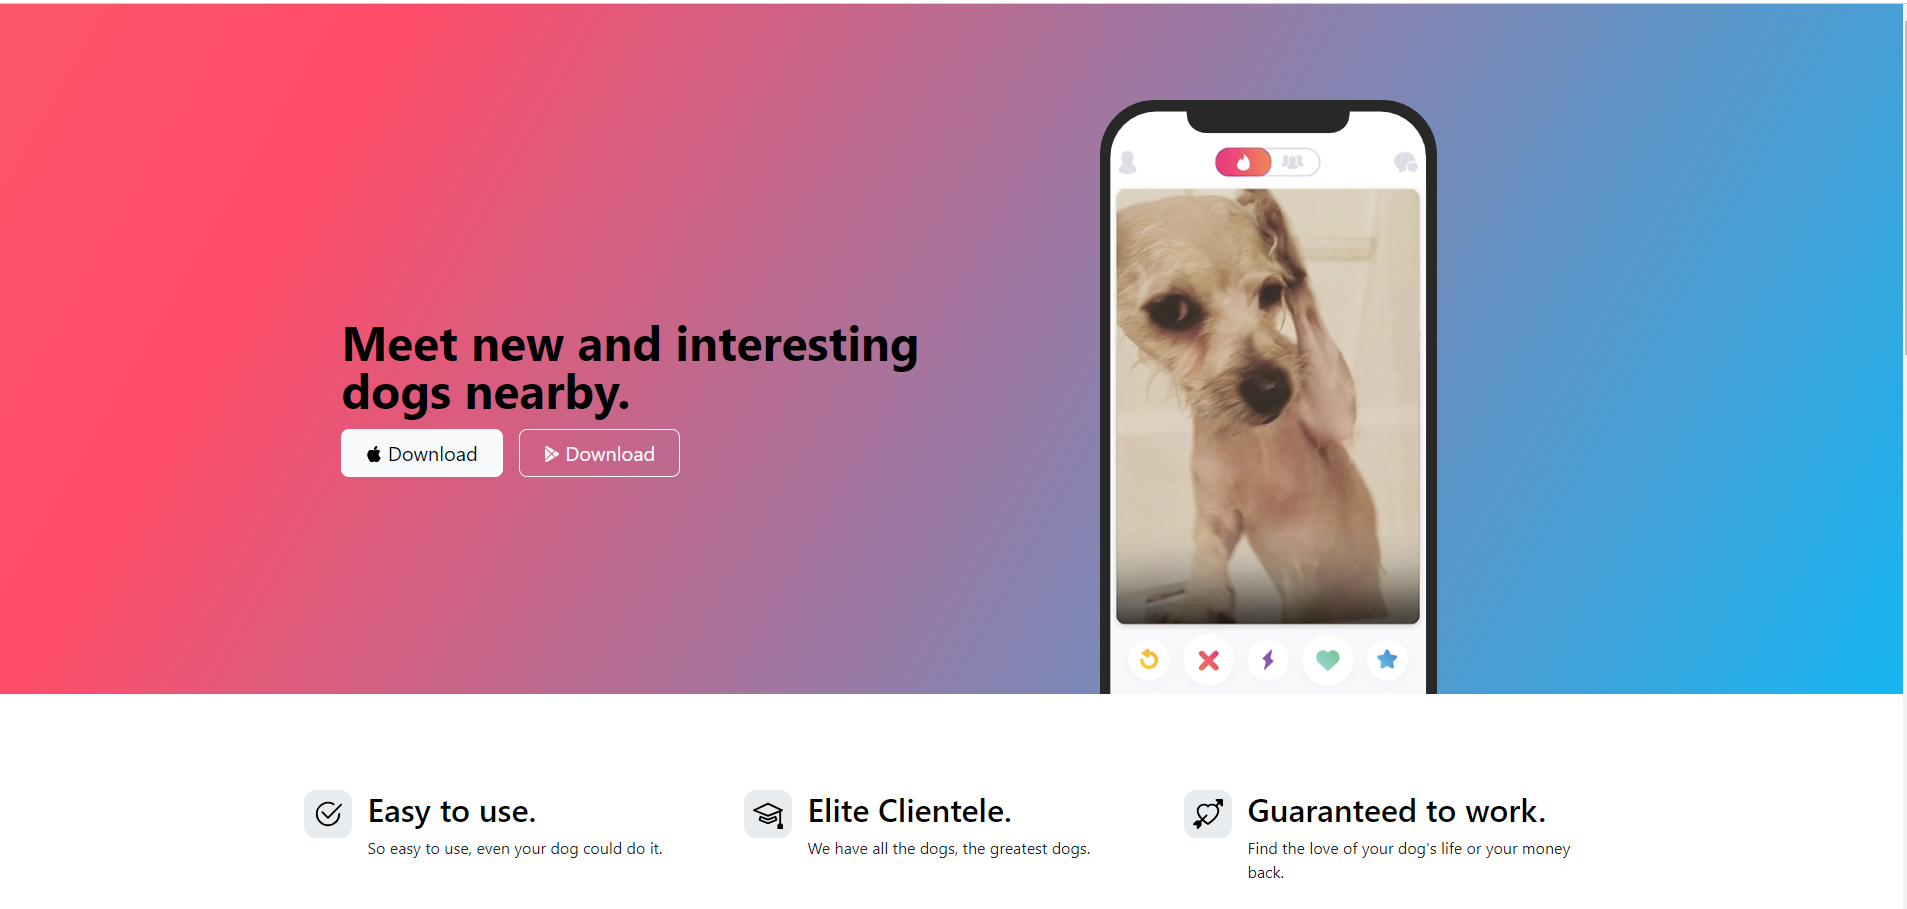 Meet new and interesting
dogs nearby.
Download
Download
Easy to use.
So easy to use, even your dog could do it.
Elite Clientele.
We have all the dogs, the greatest dogs.
Guaranteed to work.
Find the love of your dog's life or your money
back.